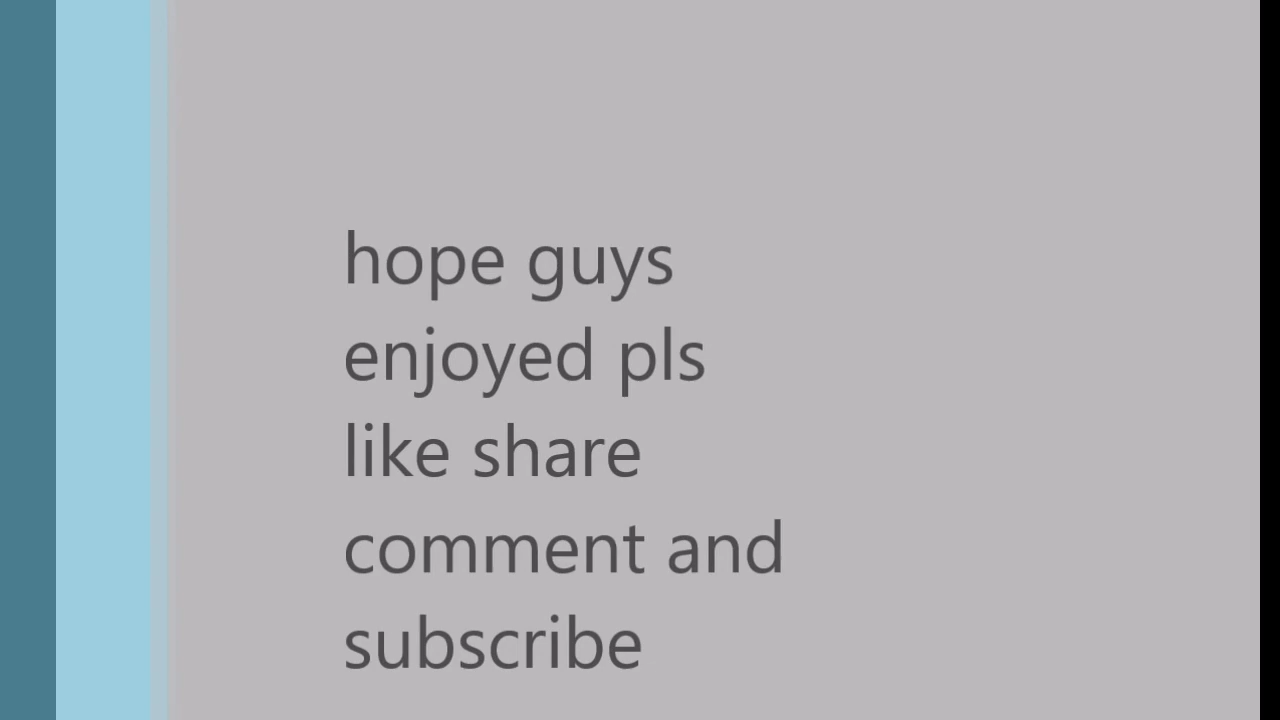 hope guys
enjoyed pls
like share
comment and
subscribe